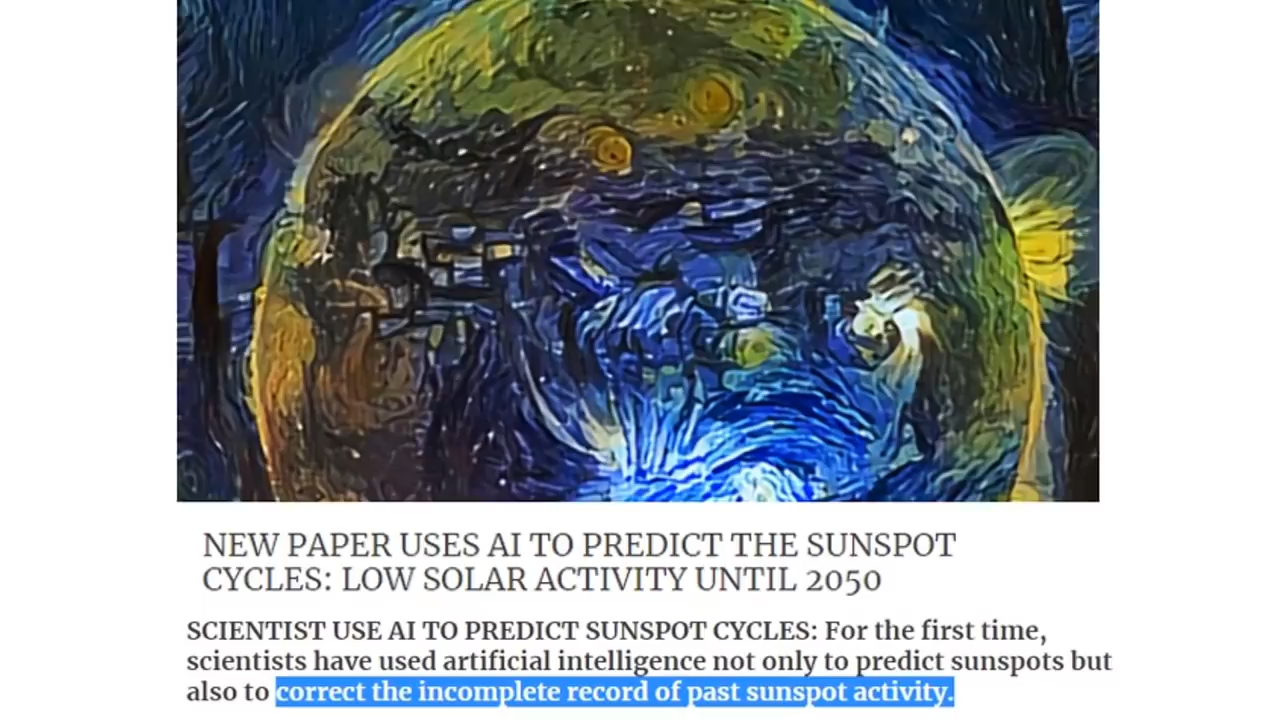 NEW PAPER USES AI TO PREDICT THE SUNSPOT
CYCLES: LOW SOLAR ACTIVITY UNTIL 2050
SCIENTIST USE AI TO PREDICT SUNSPOT CYCLES: For the first time,
scientists have used artificial intelligence not only to predict sunspots but
also to correct the incomplete record of past sunspot activity.